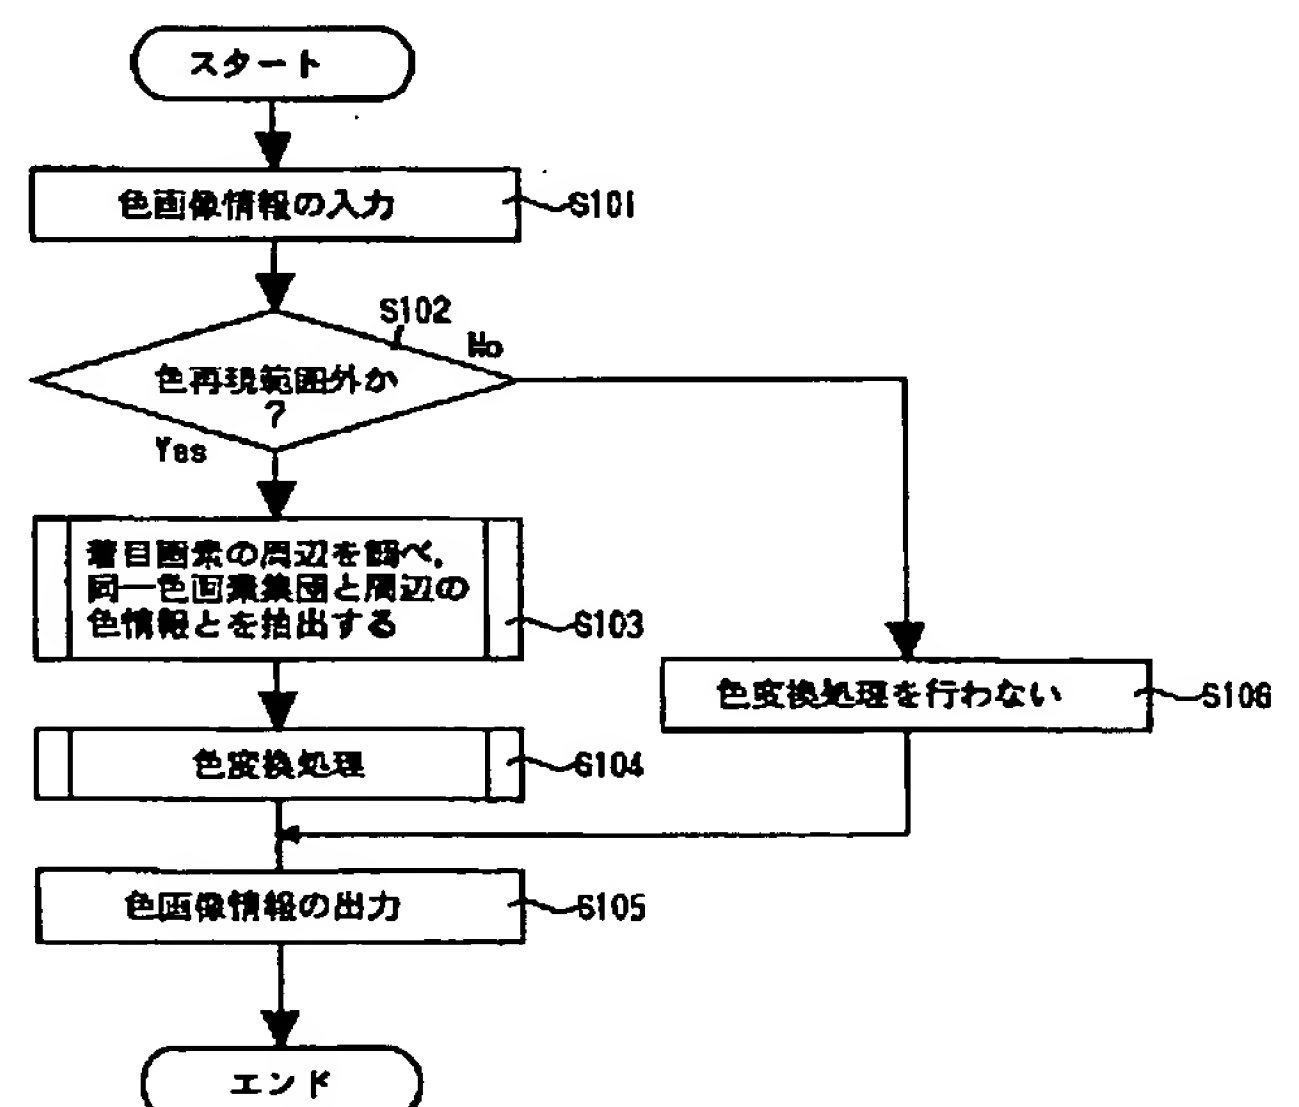 スタート
色画像情報の入力
S101
S102
No
色再現範囲外か
?
Yes
着目画素の周辺を調べ,
同一色画素集団と周辺の
色情報とを抽出する
S103
色変換処理を行わない
S106
色変換処理
S104
色画像情報の出力
S105
エンド